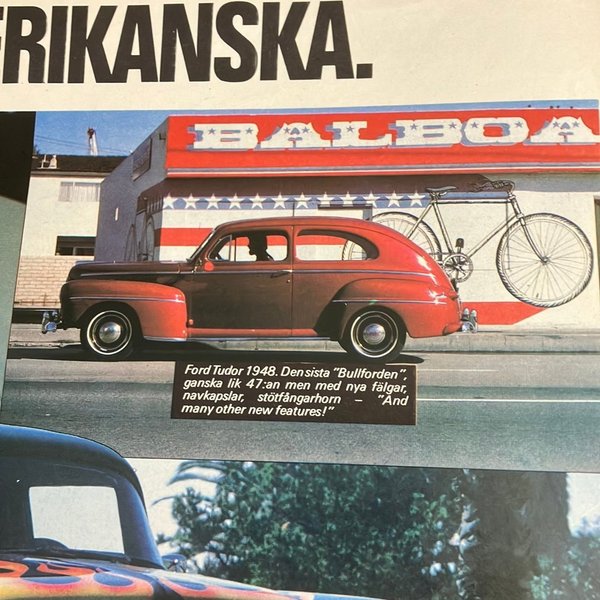 FRIKANSKA.
BALBOA
Ford Tudor 1948. Den sista "Bullforden",
ganska lik 47:an men med nya fälgar,
navkapslar, stötfångarhorn – "And
many other new features!"